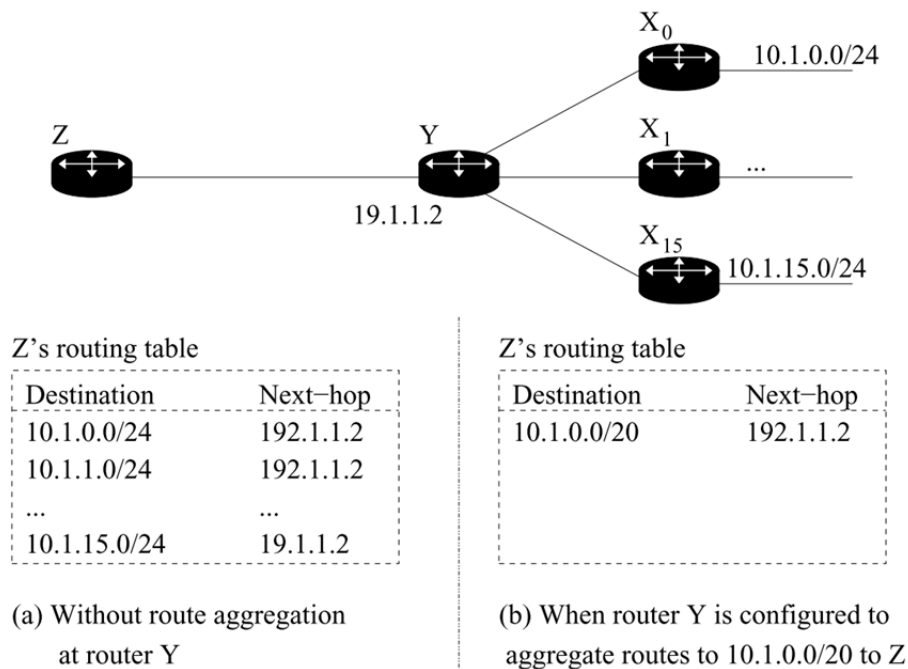 X0
10.1.0.0/24
Z
Y
X1
...
19.1.1.2
X15
10.1.15.0/24
Z's routing table
Destination Next−hop
10.1.0.0/24 192.1.1.2
10.1.1.0/24 192.1.1.2
... ...
10.1.15.0/24 19.1.1.2
(a) Without route aggregation
at router Y
Z's routing table
Destination Next−hop
10.1.0.0/20 192.1.1.2
(b) When router Y is configured to
aggregate routes to 10.1.0.0/20 to Z